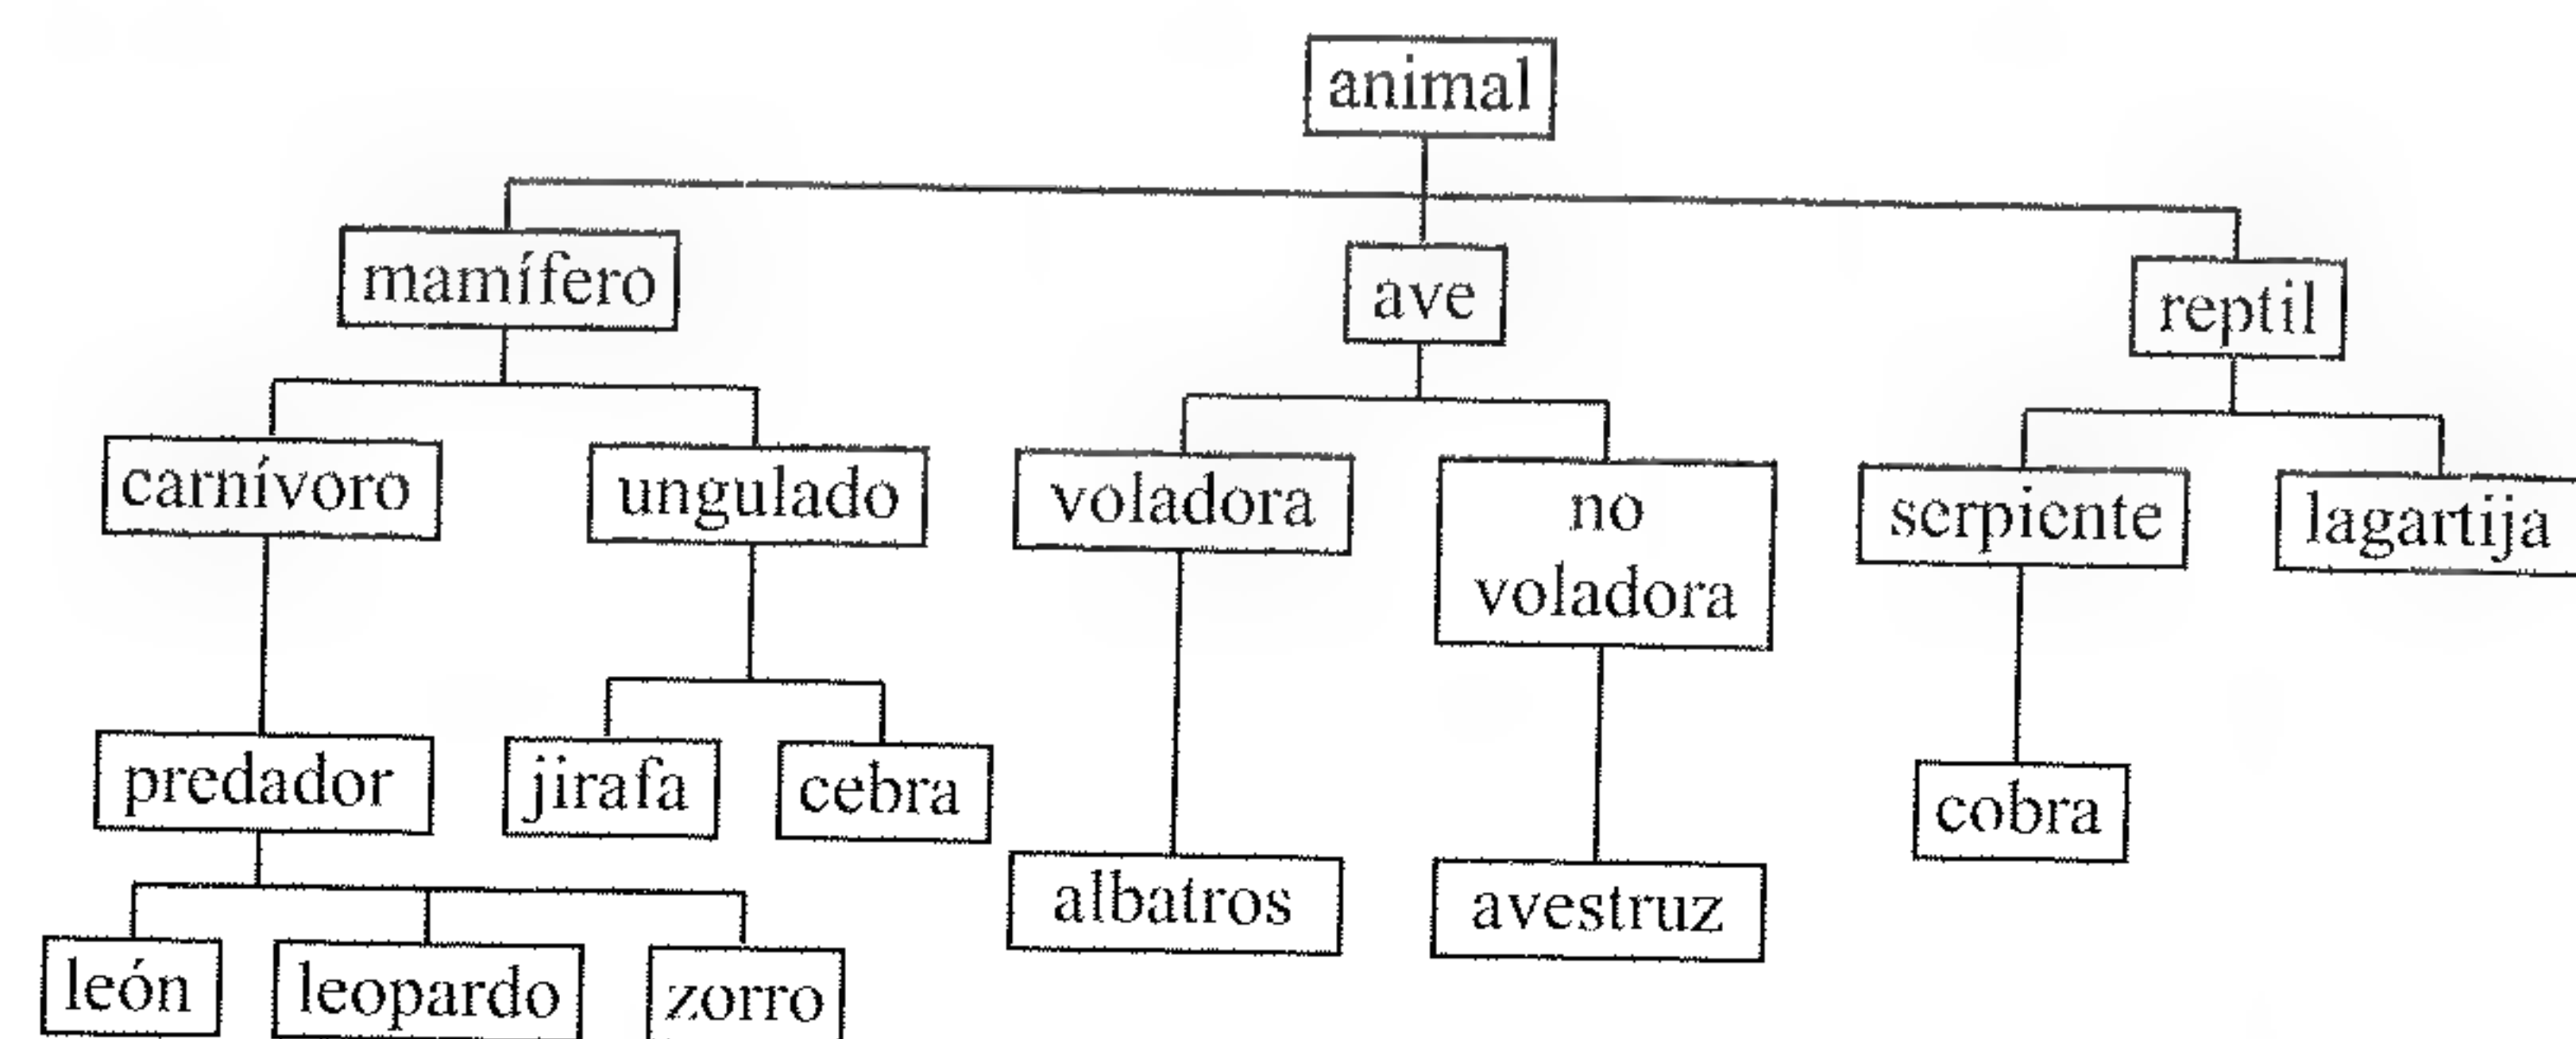 animal
mamífero
ave
reptil
carnívoro
ungulado
voladora
no
voladora
serpiente
lagartija
predador
jirafa
cebra
cobra
albatros
avestruz
león
leopardo
zorro